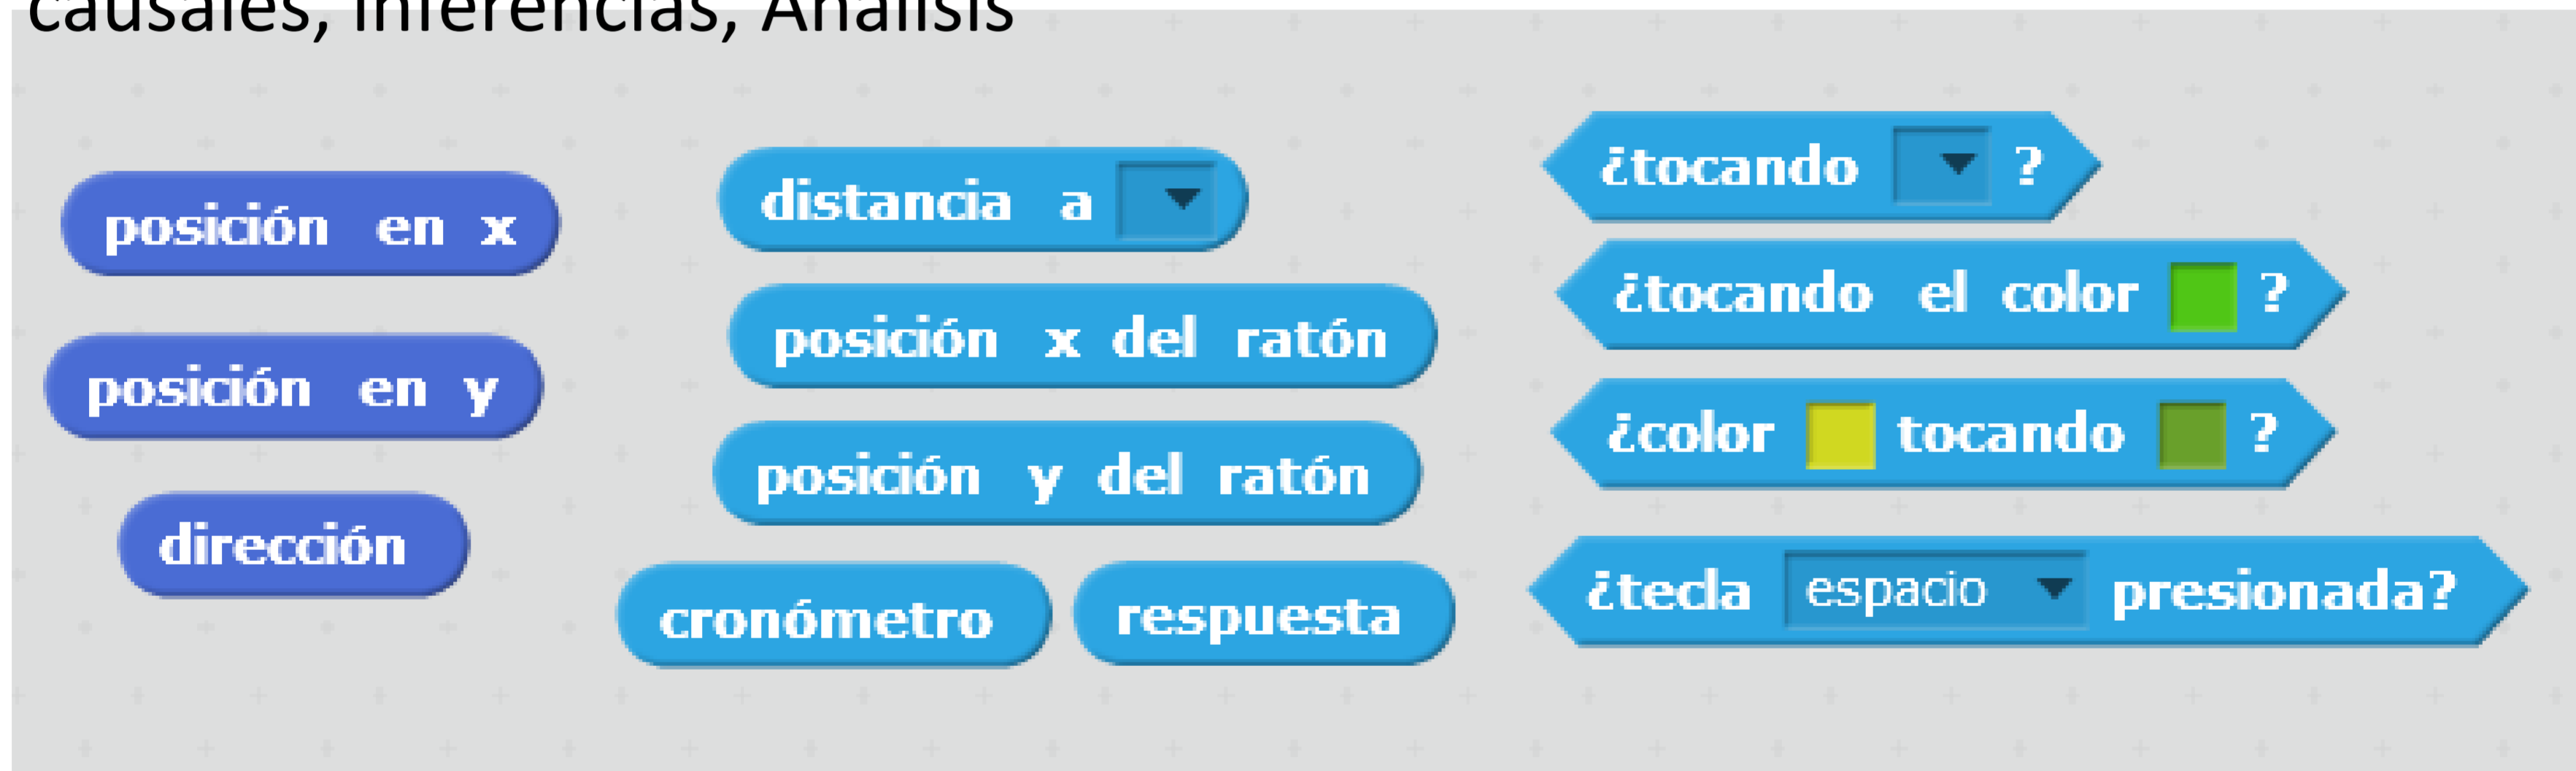 causales, Inferencias, Análisis
posición en x
posición en y
dirección
distancia a
posición x del ratón
posición y del ratón
cronómetro
respuesta
¿tocando ?
¿tocando el color ?
¿color tocando ?
¿tecla espacio presionada?